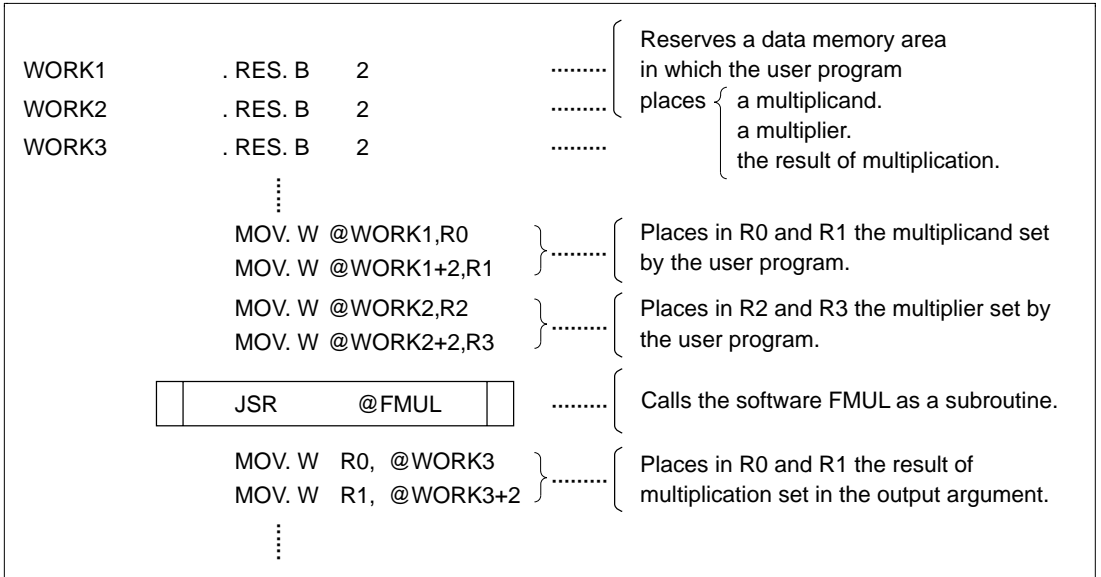 WORK1 . RES. B 2 ......... Reserves a data memory area
in which the user program
WORK2 . RES. B 2 ......... places { a multiplicand.
a multiplier.
WORK3 . RES. B 2 ......... the result of multiplication.
MOV. W @WORK1,R0
MOV. W @WORK1+2,R1
......... Places in R0 and R1 the multiplicand set
by the user program.
MOV. W @WORK2,R2
MOV. W @WORK2+2,R3
......... Places in R2 and R3 the multiplier set by
the user program.
JSR @FMUL ......... Calls the software FMUL as a subroutine.
MOV. W R0, @WORK3
MOV. W R1, @WORK3+2
......... Places in R0 and R1 the result of
multiplication set in the output argument.